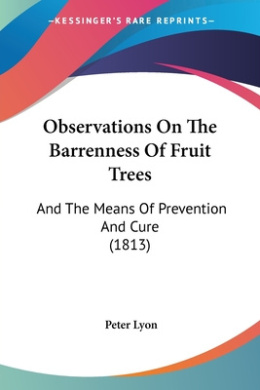 KESSINGER'S RARE REPRINTS
Observations On The
Barrenness Of Fruit
Trees
And The Means Of Prevention
And Cure
(1813)
Peter Lyon